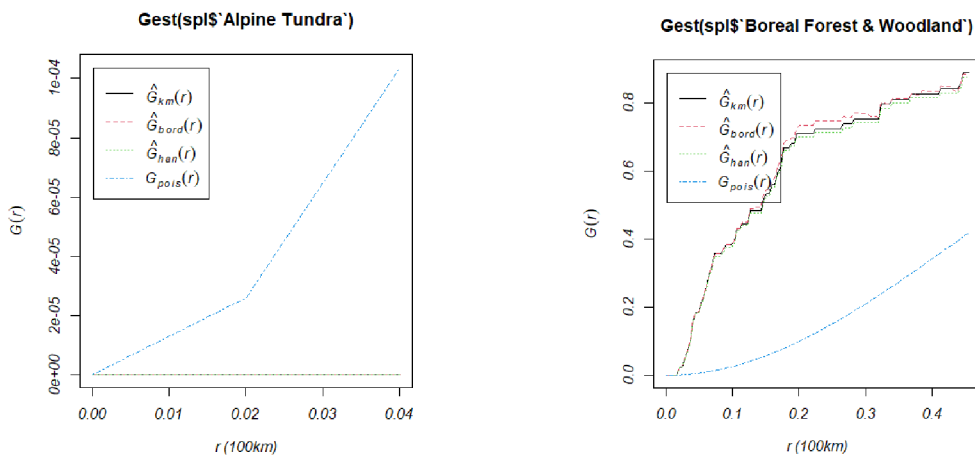 Gest(spl$`Alpine Tundra`)
Ĝkm(r)
Ĝbord(r)
Ĝhan(r)
Gpois(r)
G(r)
0e+00 2e-05 4e-05 6e-05 8e-05 1e-04
0.00 0.01 0.02 0.03 0.04
r (100km)
Gest(spl$`Boreal Forest & Woodland`)
Ĝkm(r)
Ĝbord(r)
Ĝhan(r)
Gpois(r)
G(r)
0.0 0.2 0.4 0.6 0.8
0.0 0.1 0.2 0.3 0.4
r (100km)